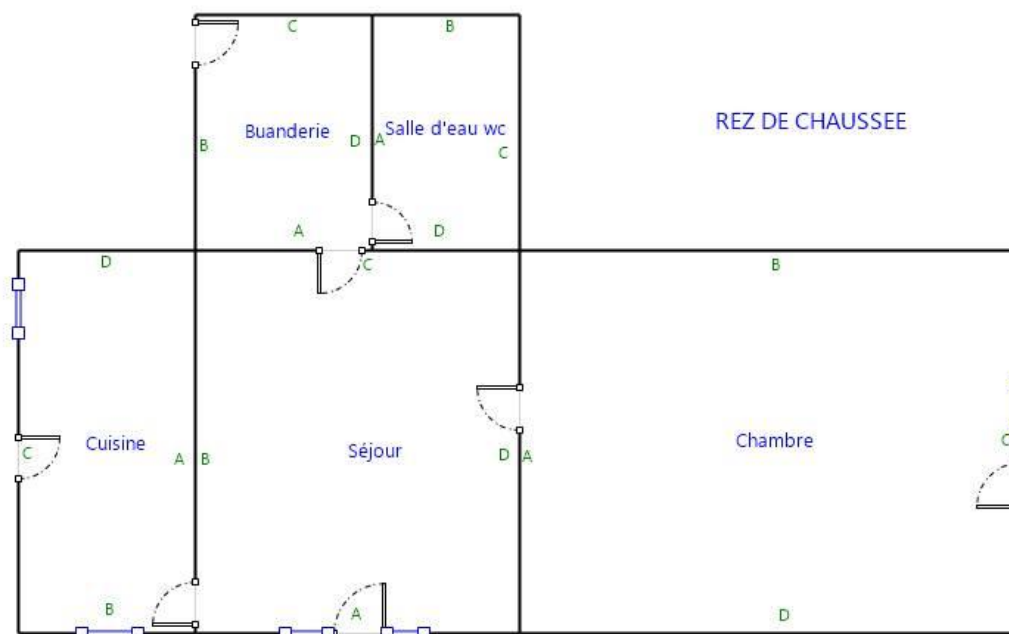 C
B
Buanderie
Salle d'eau wc
REZ DE CHAUSSEE
B
D
A
C
A
D
D
C
B
Cuisine
Séjour
Chambre
C
A
B
D
A
C
B
A
D